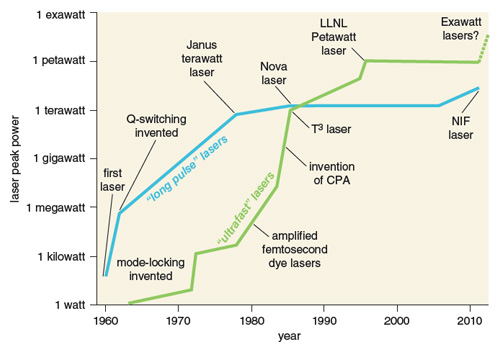 1 exawatt
1 petawatt
1 terawatt
1 gigawatt
1 megawatt
1 kilowatt
1 watt
laser peak power
LLNL
Petawatt
laser
Exawatt
lasers?
Janus
terawatt
laser
Nova
laser
Q-switching
invented
T³ laser
NIF
laser
first
laser
"long pulse" lasers
invention
of CPA
"ultrafast" lasers
amplified
femtosecond
dye lasers
mode-locking
invented
1960
1970
1980
1990
2000
2010
year